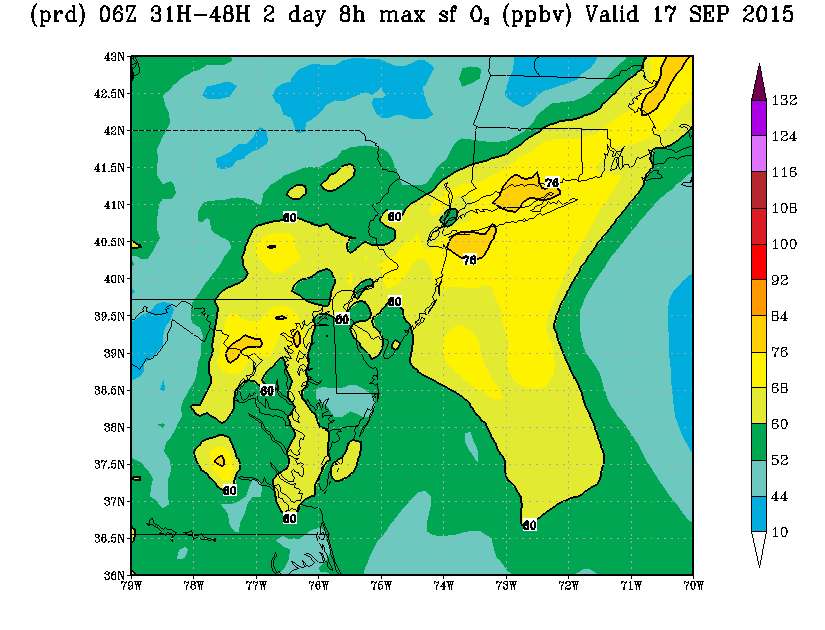 (prd) 06Z 31H-48H 2 day 8h max sf O₃ (ppbv) Valid 17 SEP 2015
43N
42.5N
42N
41.5N
41N
40.5N
40N
39.5N
39N
38.5N
38N
37.5N
37N
36.5N
36N
79W 78W 77W 76W 75W 74W 73W 72W 71W 70W
76
60 60
76
60
60
60
60
60 60
132
124
116
108
100
92
84
76
68
60
52
44
10